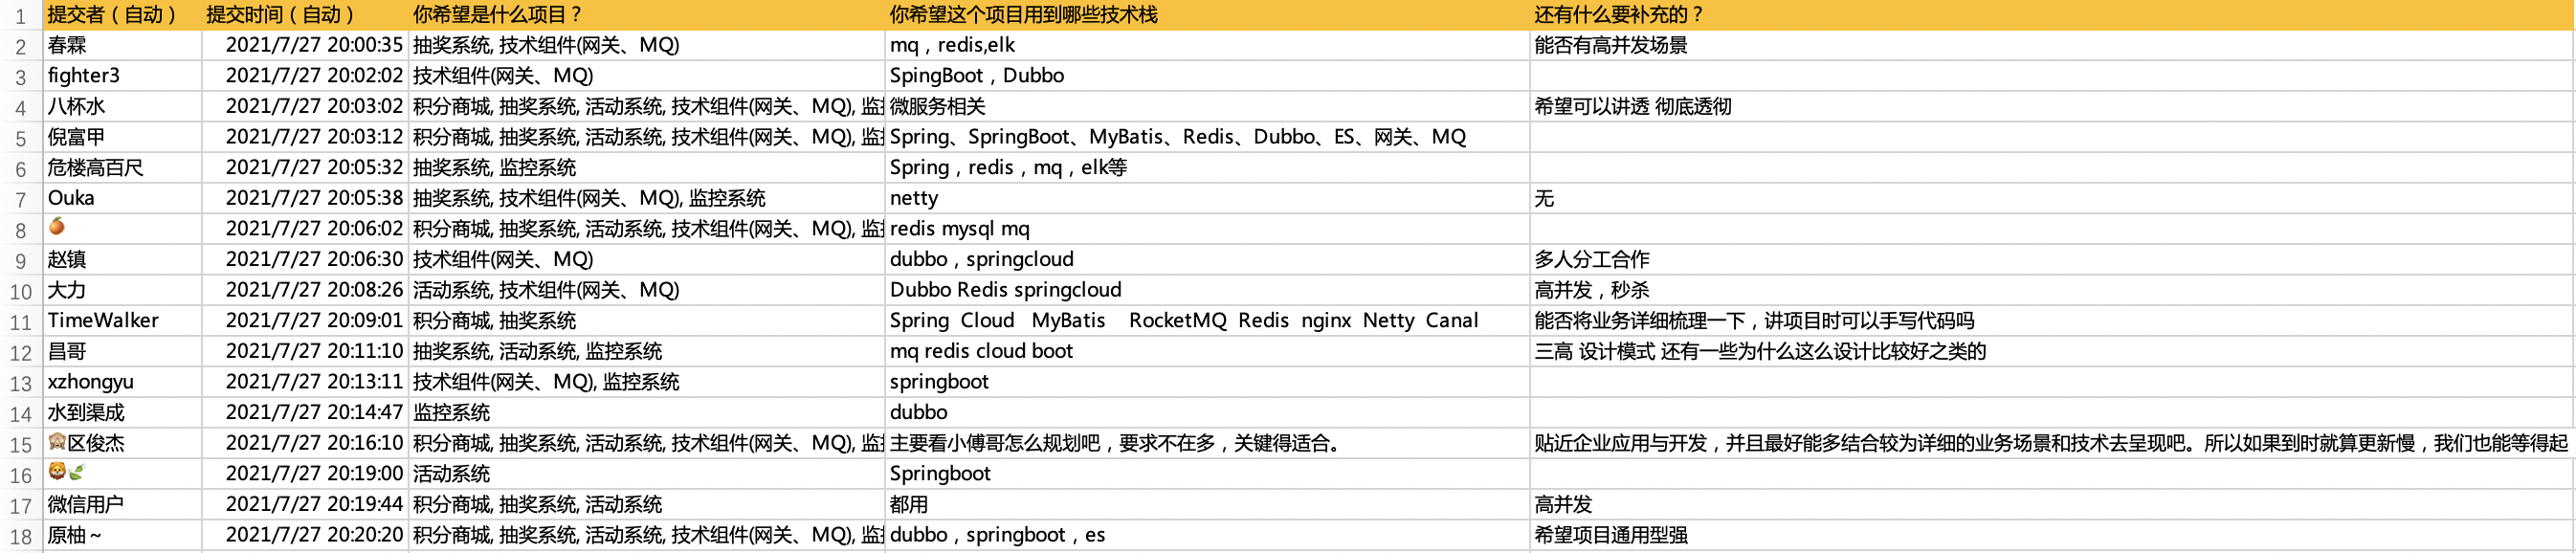 1 提交者（自动） 提交时间（自动） 你希望是什么项目？ 你希望这个项目用到哪些技术栈 还有什么要补充的？
2 春霖 2021/7/27 20:00:35 抽奖系统, 技术组件(网关、MQ) mq，redis,elk 能否有高并发场景
3 fighter3 2021/7/27 20:02:02 技术组件(网关、MQ) SpingBoot，Dubbo
4 八杯水 2021/7/27 20:03:02 积分商城, 抽奖系统, 活动系统, 技术组件(网关、MQ), 监 微服务相关 希望可以讲透 彻底透彻
5 倪富甲 2021/7/27 20:03:12 积分商城, 抽奖系统, 活动系统, 技术组件(网关、MQ), 监 Spring、SpringBoot、MyBatis、Redis、Dubbo、ES、网关、MQ
6 危楼高百尺 2021/7/27 20:05:32 抽奖系统, 监控系统 Spring，redis，mq，elk等
7 Ouka 2021/7/27 20:05:38 抽奖系统, 技术组件(网关、MQ), 监控系统 netty 无
8 🍊 2021/7/27 20:06:02 积分商城, 抽奖系统, 活动系统, 技术组件(网关、MQ), 监 redis mysql mq
9 赵镇 2021/7/27 20:06:30 技术组件(网关、MQ) dubbo，springcloud 多人分工合作
10 大力 2021/7/27 20:08:26 活动系统, 技术组件(网关、MQ) Dubbo Redis springcloud 高并发，秒杀
11 TimeWalker 2021/7/27 20:09:01 积分商城, 抽奖系统 Spring Cloud MyBatis RocketMQ Redis nginx Netty Canal 能否将业务详细梳理一下，讲项目时可以手写代码吗
12 昌哥 2021/7/27 20:11:10 抽奖系统, 活动系统, 监控系统 mq redis cloud boot 三高 设计模式 还有一些为什么这么设计比较好之类的
13 xzhongyu 2021/7/27 20:13:11 技术组件(网关、MQ), 监控系统 springboot
14 水到渠成 2021/7/27 20:14:47 监控系统 dubbo
15 🙈区俊杰 2021/7/27 20:16:10 积分商城, 抽奖系统, 活动系统, 技术组件(网关、MQ), 监 主要看小傅哥怎么规划吧，要求不在多，关键得适合。 贴近企业应用与开发，并且最好能多结合较为详细的业务场景和技术去呈现吧。所以如果到时就算更新慢，我们也能等得起
16 🦁🍃 2021/7/27 20:19:00 活动系统 Springboot
17 微信用户 2021/7/27 20:19:44 积分商城, 抽奖系统, 活动系统 都用 高并发
18 原柚～ 2021/7/27 20:20:20 积分商城, 抽奖系统, 活动系统, 技术组件(网关、MQ), 监 dubbo，springboot，es 希望项目通用型强